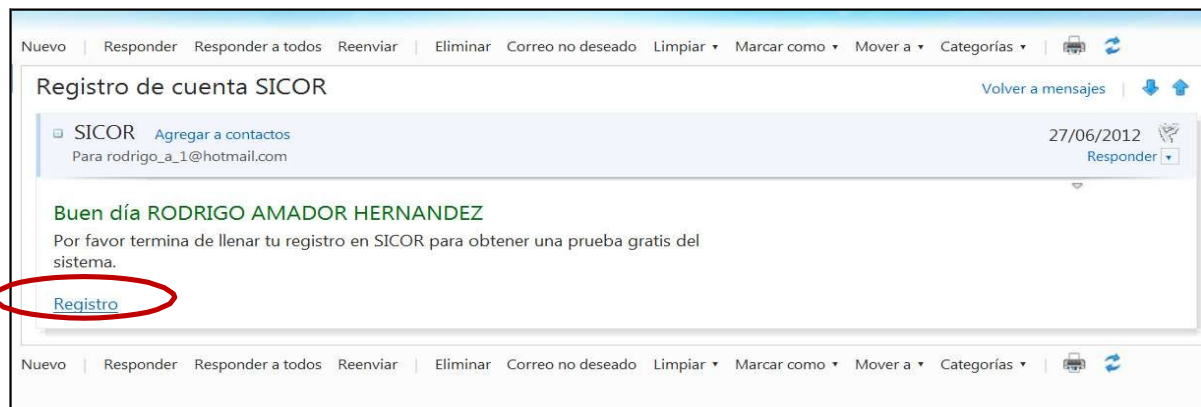 Nuevo | Responder Responder a todos Reenviar | Eliminar Correo no deseado Limpiar Marcar como Mover a Categorías |
Registro de cuenta SICOR
Volver a mensajes |
SICOR Agregar a contactos
27/06/2012
Para rodrigo_a_1@hotmail.com
Responder
Buen día RODRIGO AMADOR HERNANDEZ
Por favor termina de llenar tu registro en SICOR para obtener una prueba gratis del
sistema.
Registro
Nuevo | Responder Responder a todos Reenviar | Eliminar Correo no deseado Limpiar Marcar como Mover a Categorías |